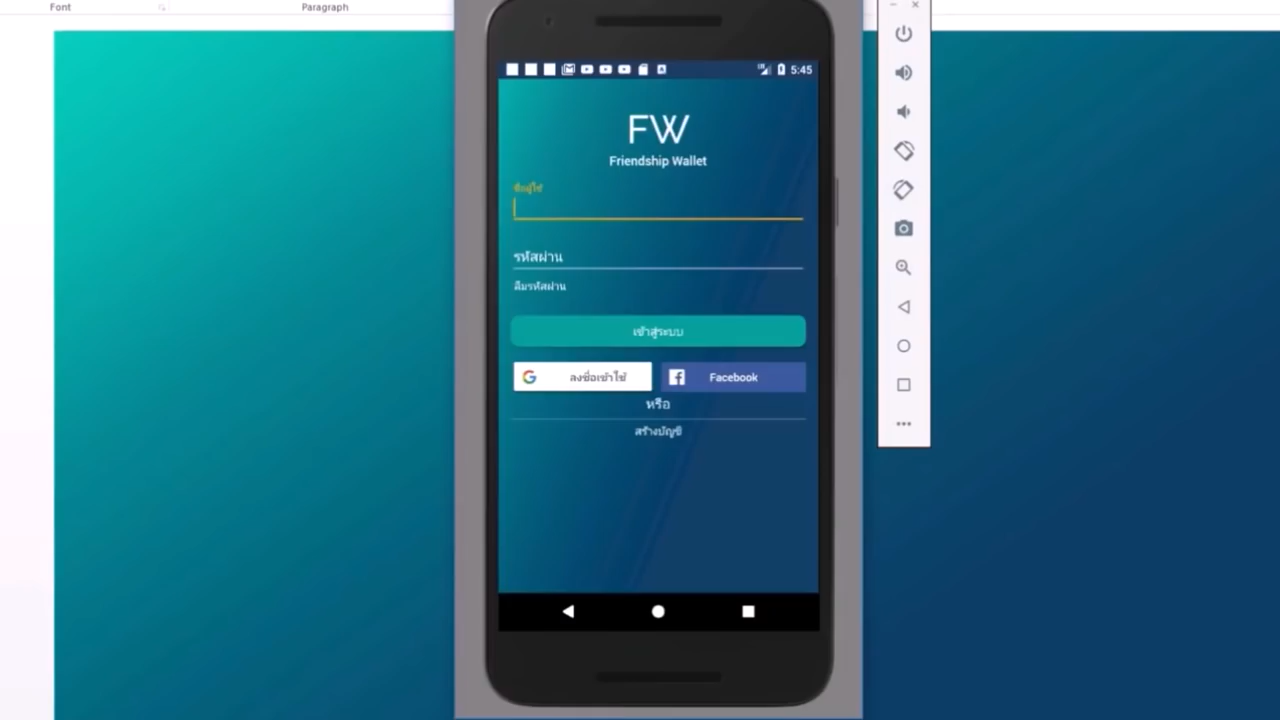 Font
Paragraph
5:45
FW
Friendship Wallet
ชื่อผู้ใช้
รหัสผ่าน
ลืมรหัสผ่าน
เข้าสู่ระบบ
ลงชื่อเข้าใช้
Facebook
หรือ
สร้างบัญชี